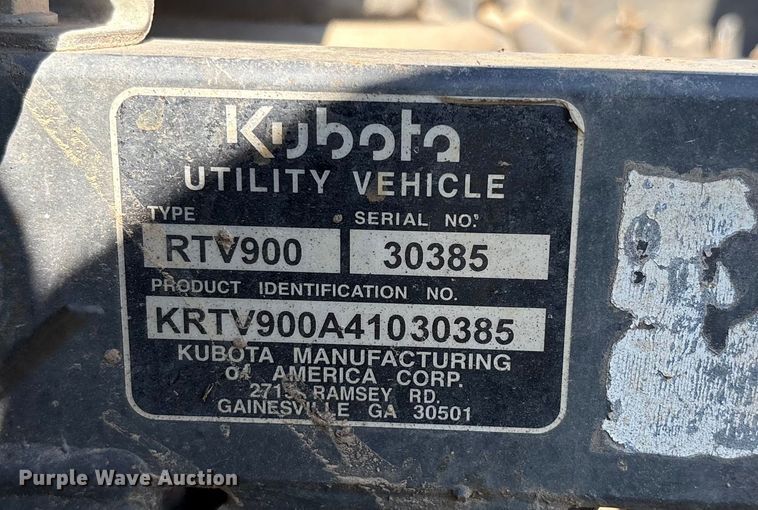 Kubota
UTILITY VEHICLE
TYPE SERIAL NO.
RTV900 30385
PRODUCT IDENTIFICATION NO.
KRTV900A41030385
KUBOTA MANUFACTURING
OF AMERICA CORP.
RAMSEY RD.
GAINESVILLE GA 30501
Purple Wave Auction